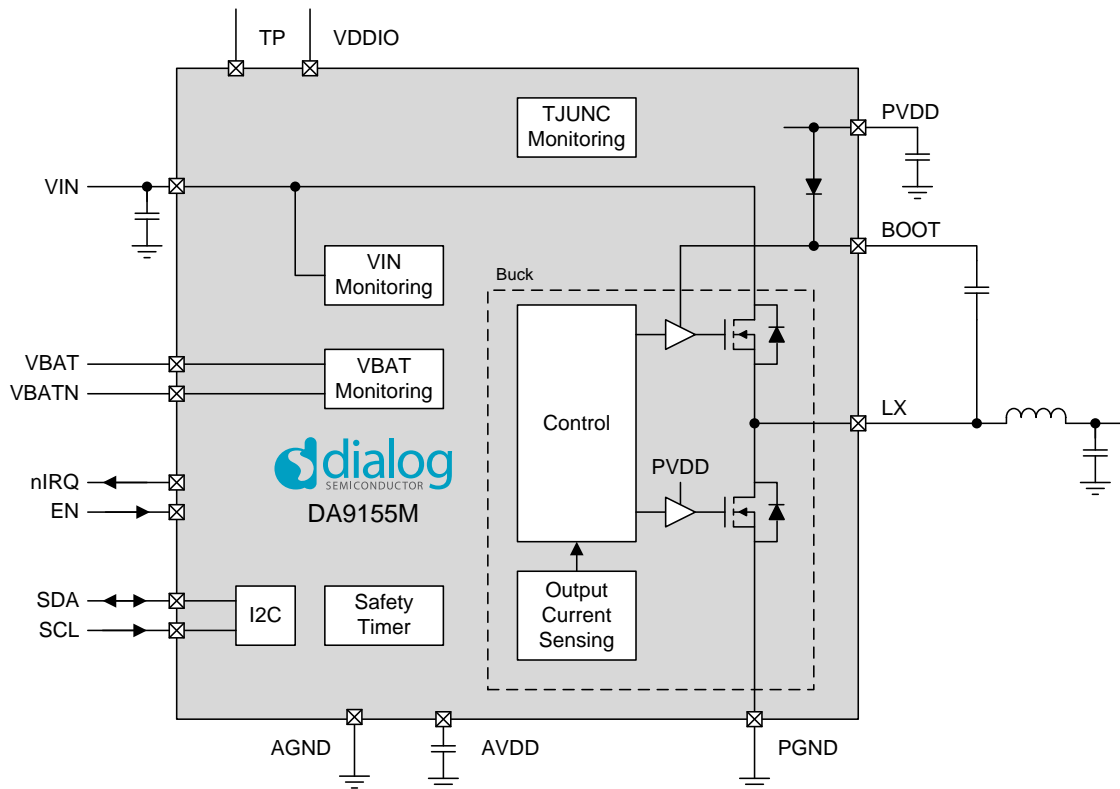 TP
VDDIO
TJUNC
Monitoring
PVDD
VIN
BOOT
VIN
Monitoring
Buck
VBAT
VBATN
VBAT
Monitoring
Control
LX
dialog
SEMICONDUCTOR
DA9155M
PVDD
nIRQ
EN
SDA
SCL
I2C
Safety
Timer
Output
Current
Sensing
AGND
AVDD
PGND